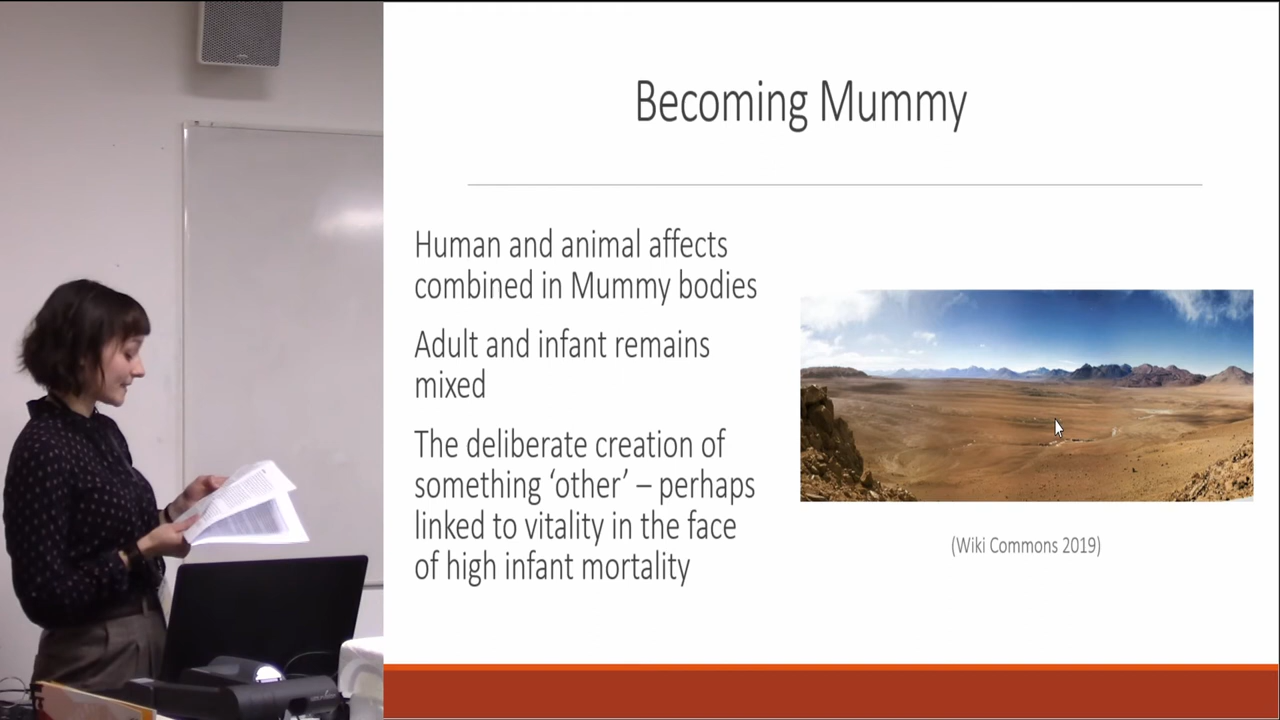 Becoming Mummy
Human and animal affects
combined in Mummy bodies
Adult and infant remains
mixed
The deliberate creation of
something ‘other’ – perhaps
linked to vitality in the face
of high infant mortality
(Wiki Commons 2019)